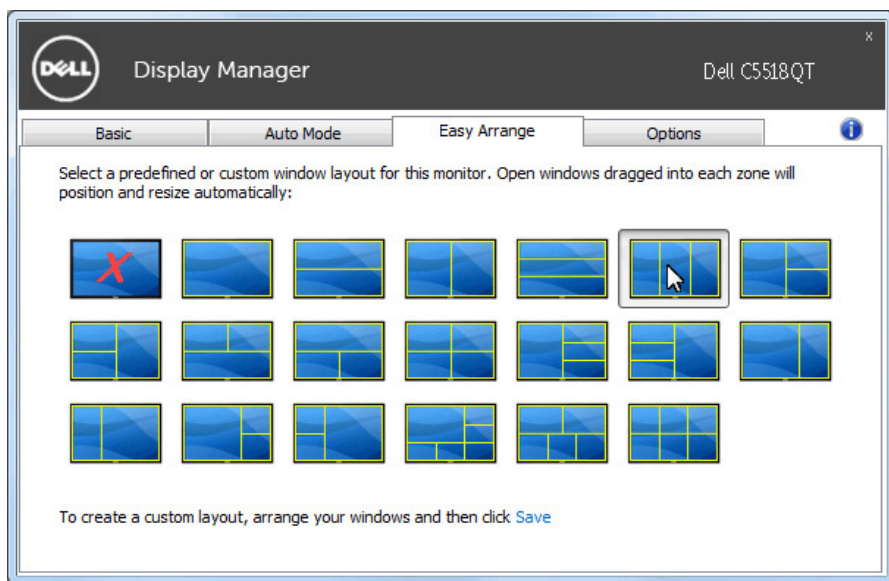 DELL
Display Manager
Dell C5518QT
x
Basic
Auto Mode
Easy Arrange
Options
Select a predefined or custom window layout for this monitor. Open windows dragged into each zone will
position and resize automatically:
X
To create a custom layout, arrange your windows and then click Save